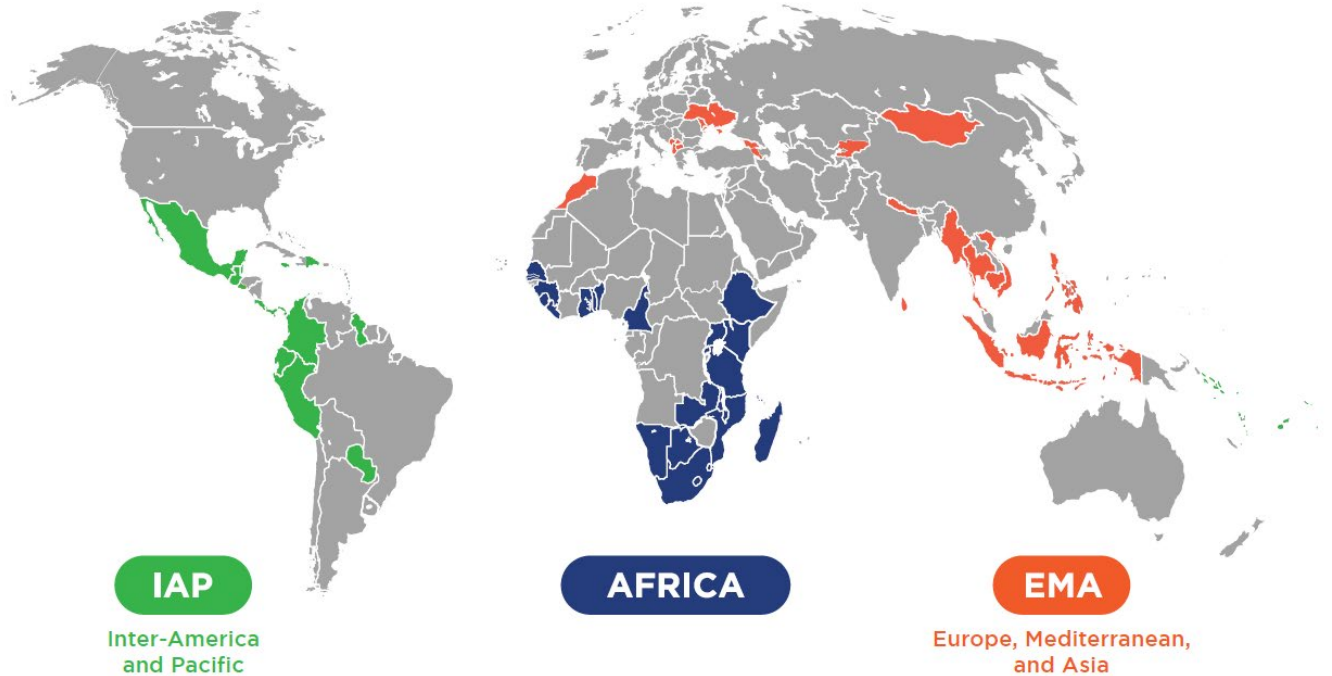 IAP
Inter-America
and Pacific
AFRICA
EMA
Europe, Mediterranean,
and Asia